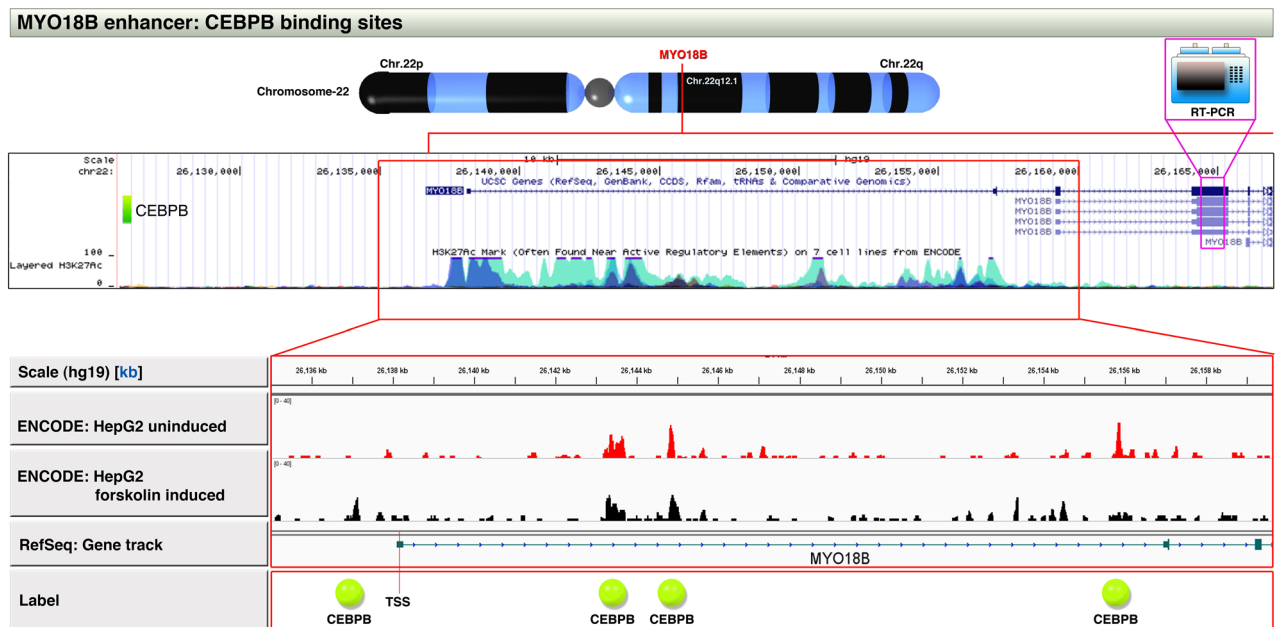 MYO18B enhancer: CEBPB binding sites
MYO18B
Chr.22p
Chr.22q
Chr.22q12.1
Chromosome-22
RT-PCR
Scale
10 kb
hg19
chr22:
26,130,000
26,135,000
26,140,000
26,145,000
26,150,000
26,155,000
26,160,000
26,165,000
UCSC Genes (RefSeq, GenBank, CCDS, Rfam, tRNAs & Comparative Genomics)
MYO18B
MYO18B
MYO18B
MYO18B
MYO18B
MYO18B
CEBPB
H3K27Ac Mark (Often Found Near Active Regulatory Elements) on 7 cell lines from ENCODE
100
Layered H3K27Ac
0
Scale (hg19) [kb]
26,136 kb
26,138 kb
26,140 kb
26,142 kb
26,144 kb
26,146 kb
26,148 kb
26,150 kb
26,152 kb
26,154 kb
26,156 kb
26,158 kb
[0 - 40]
ENCODE: HepG2 uninduced
[0 - 40]
ENCODE: HepG2
forskolin induced
RefSeq: Gene track
MYO18B
Label
TSS
CEBPB
CEBPB
CEBPB
CEBPB